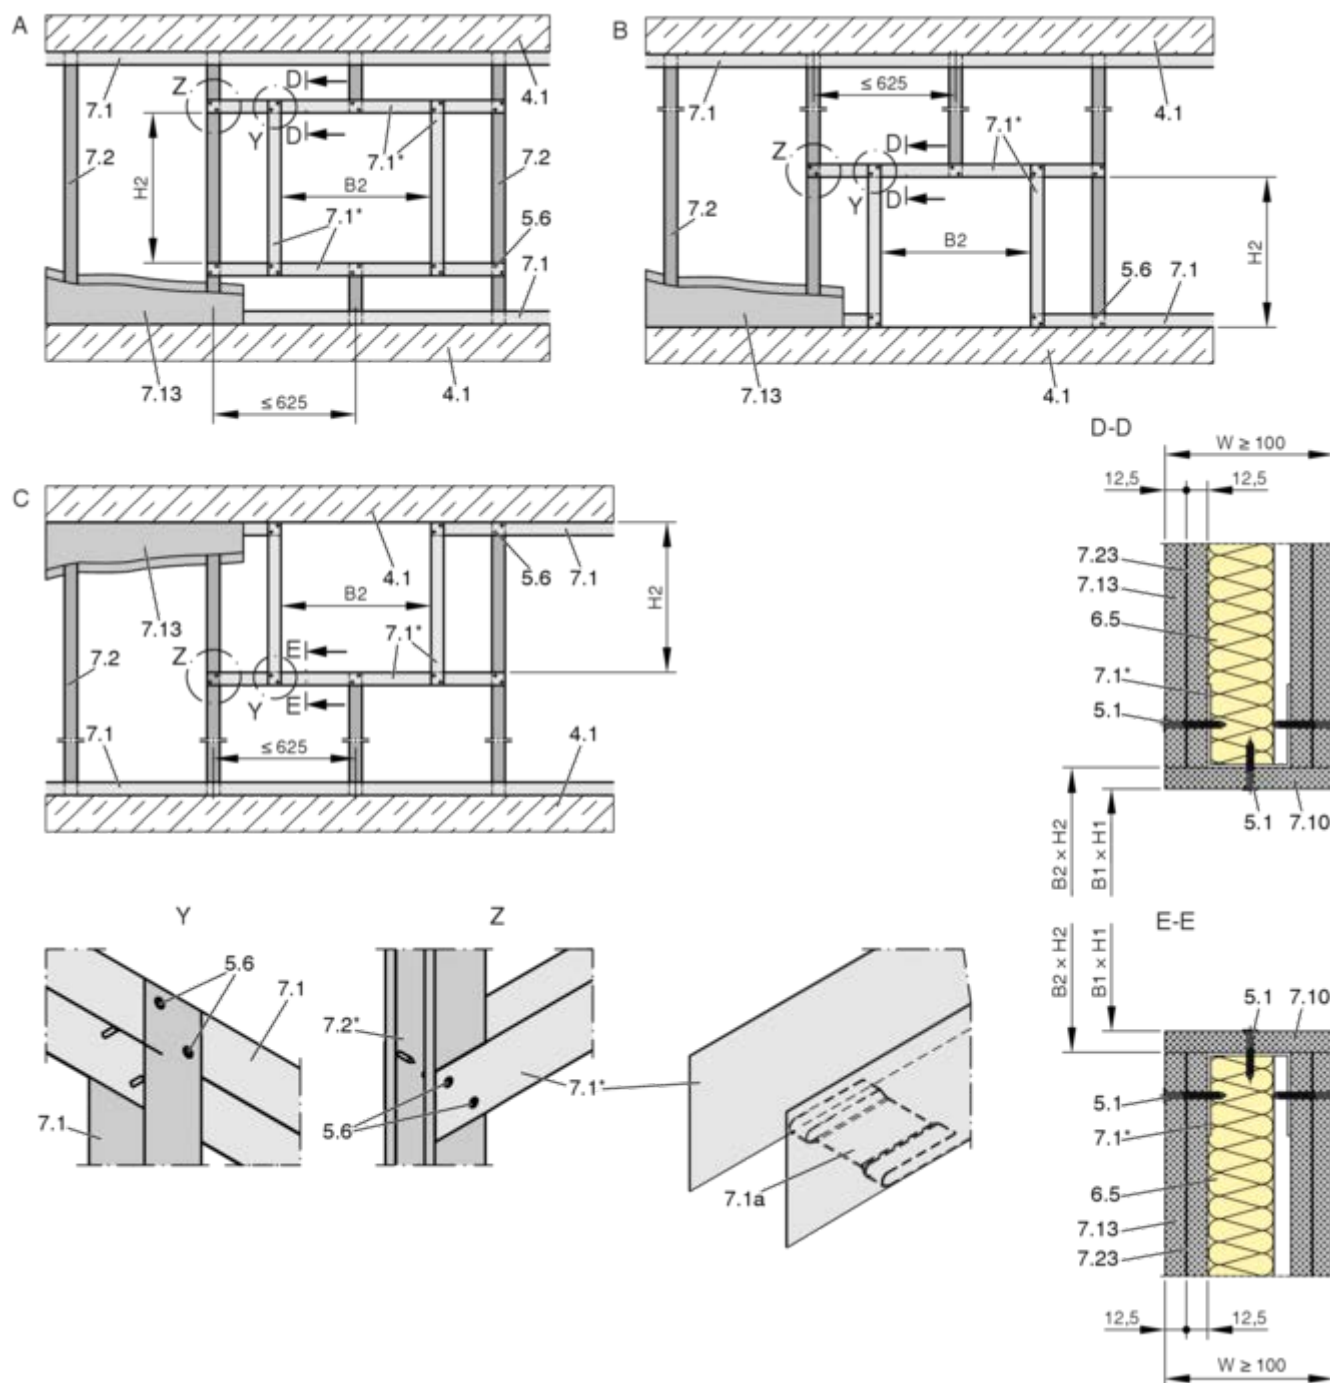 A
Z
D
D
Y
7.1
4.1
7.2
7.1*
7.2
H2
B2
7.1*
5.6
7.1
7.13
4.1
≤ 625
B
≤ 625
7.1
4.1
7.1*
Z
D
D
Y
7.2
B2
H2
5.6
7.1
7.13
4.1
C
4.1
5.6
7.1
B2
H2
7.13
7.1*
E
Z
7.2
Y
E
7.1
≤ 625
4.1
D-D
W ≥ 100
12,5
12,5
7.23
7.13
6.5
7.1*
5.1
5.1
7.10
B2 × H2
B1 × H1
E-E
B2 × H2
B1 × H1
5.1
7.10
5.1
7.1*
6.5
7.13
7.23
12,5
12,5
W ≥ 100
Y
5.6
7.1
7.1
Z
7.2*
7.1*
5.6
7.1a